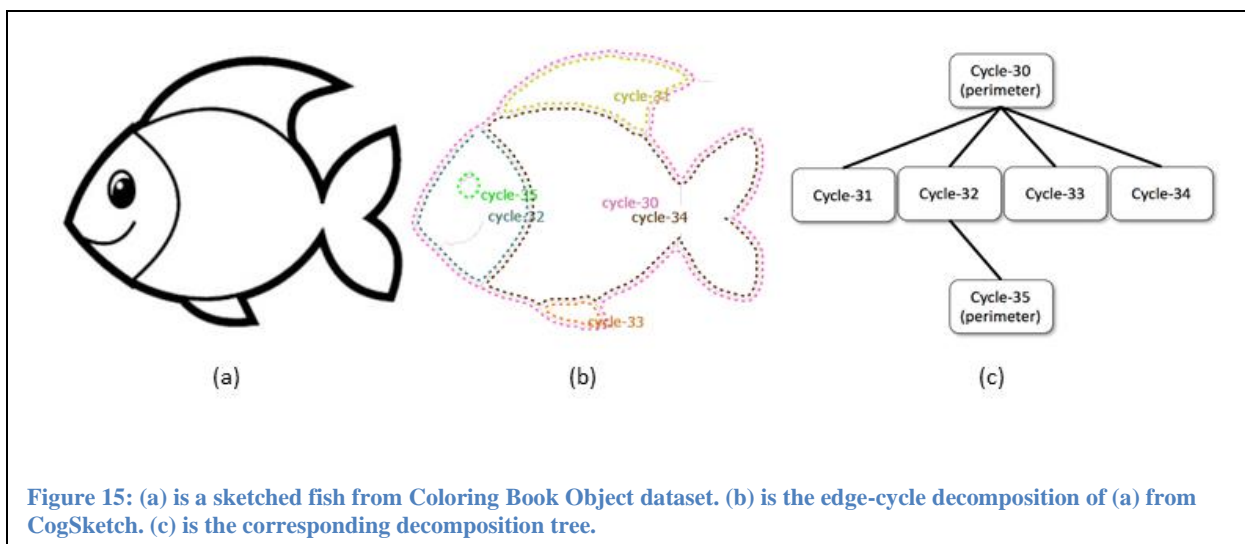 cycle-31
cycle-35
cycle-32
cycle-30
cycle-34
cycle-33
Cycle-30
(perimeter)
Cycle-31 Cycle-32 Cycle-33 Cycle-34
Cycle-35
(perimeter)
(a) (b) (c)
Figure 15: (a) is a sketched fish from Coloring Book Object dataset. (b) is the edge-cycle decomposition of (a) from
CogSketch. (c) is the corresponding decomposition tree.